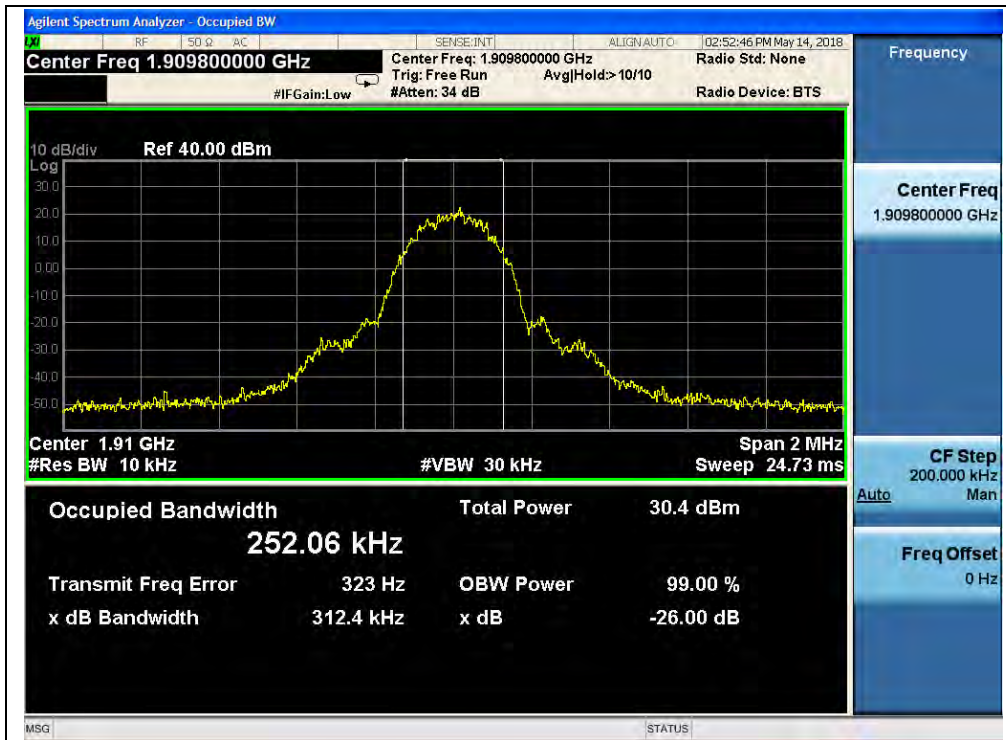 Agilent Spectrum Analyzer - Occupied BW
LXI RF 50 Ω AC SENSE:INT ALIGN AUTO 02:52:46 PM May 14, 2018
Center Freq 1.909800000 GHz
Center Freq: 1.909800000 GHz
Radio Std: None
Trig: Free Run
Avg|Hold:>10/10
#IFGain:Low
#Atten: 34 dB
Radio Device: BTS
10 dB/div
Ref 40.00 dBm
Log
30.0
20.0
10.0
0.00
-10.0
-20.0
-30.0
-40.0
-50.0
Center 1.91 GHz
Span 2 MHz
#Res BW 10 kHz
#VBW 30 kHz
Sweep 24.73 ms
Occupied Bandwidth
Total Power
30.4 dBm
252.06 kHz
Transmit Freq Error
323 Hz
OBW Power
99.00 %
x dB Bandwidth
312.4 kHz
x dB
-26.00 dB
Frequency
Center Freq
1.909800000 GHz
CF Step
200.000 kHz
Auto Man
Freq Offset
0 Hz
MSG
STATUS